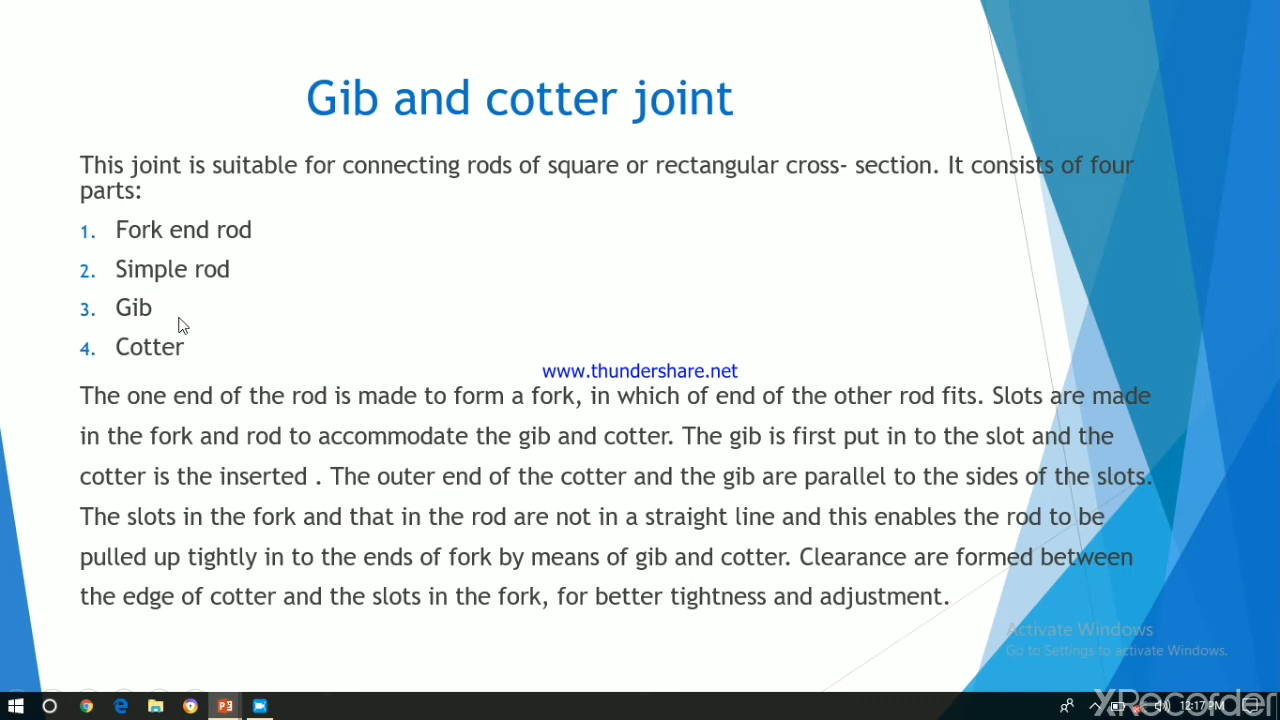 Gib and cotter joint
This joint is suitable for connecting rods of square or rectangular cross- section. It consists of four
parts:
1. Fork end rod
2. Simple rod
3. Gib
4. Cotter
www.thundershare.net
The one end of the rod is made to form a fork, in which of end of the other rod fits. Slots are made
in the fork and rod to accommodate the gib and cotter. The gib is first put in to the slot and the
cotter is the inserted . The outer end of the cotter and the gib are parallel to the sides of the slots.
The slots in the fork and that in the rod are not in a straight line and this enables the rod to be
pulled up tightly in to the ends of fork by means of gib and cotter. Clearance are formed between
the edge of cotter and the slots in the fork, for better tightness and adjustment.
Activate Windows
Go to Settings to activate Windows.
XRecorder
12:17 PM